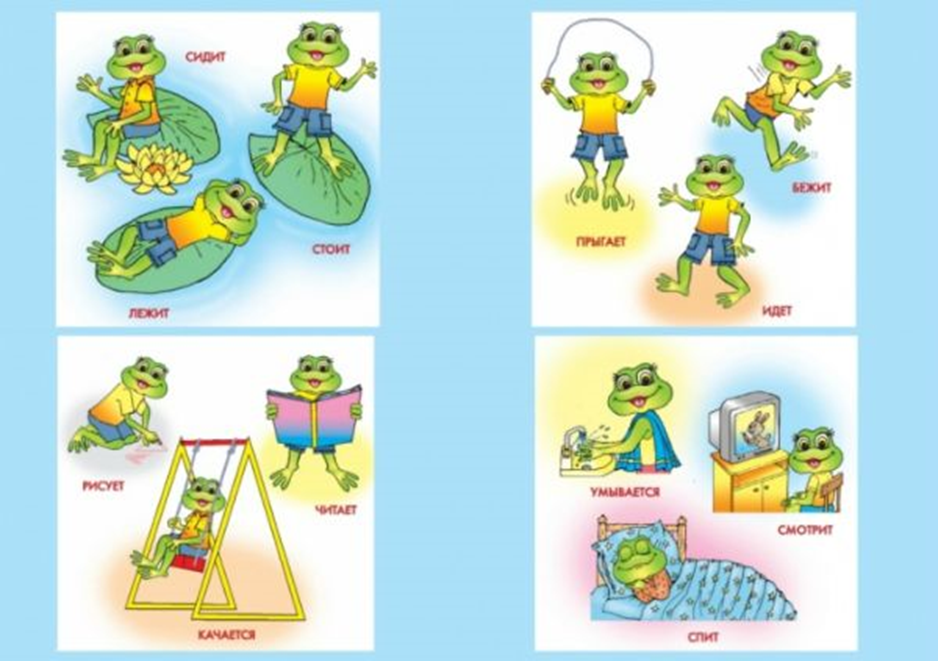 СИДИТ
СТОИТ
ЛЕЖИТ
ПРЫГАЕТ
БЕЖИТ
ИДЕТ
РИСУЕТ
ЧИТАЕТ
КАЧАЕТСЯ
УМЫВАЕТСЯ
СМОТРИТ
СПИТ